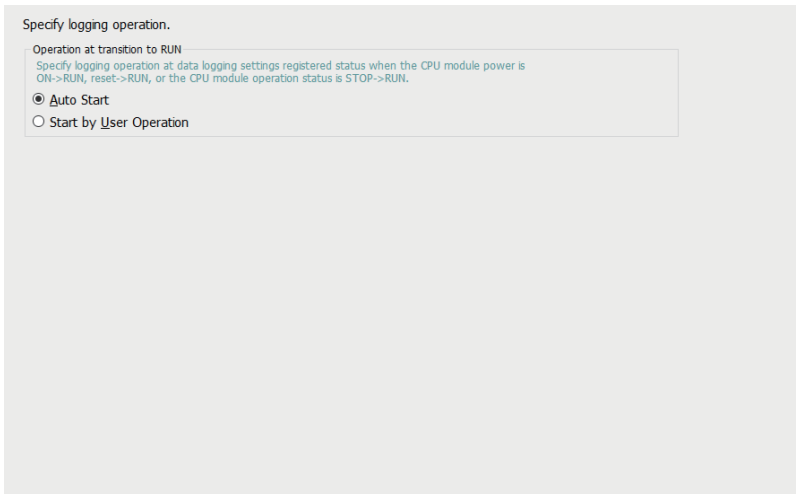 Specify logging operation.
Operation at transition to RUN
Specify logging operation at data logging settings registered status when the CPU module power is
ON->RUN, reset->RUN, or the CPU module operation status is STOP->RUN.
Auto Start
Start by User Operation